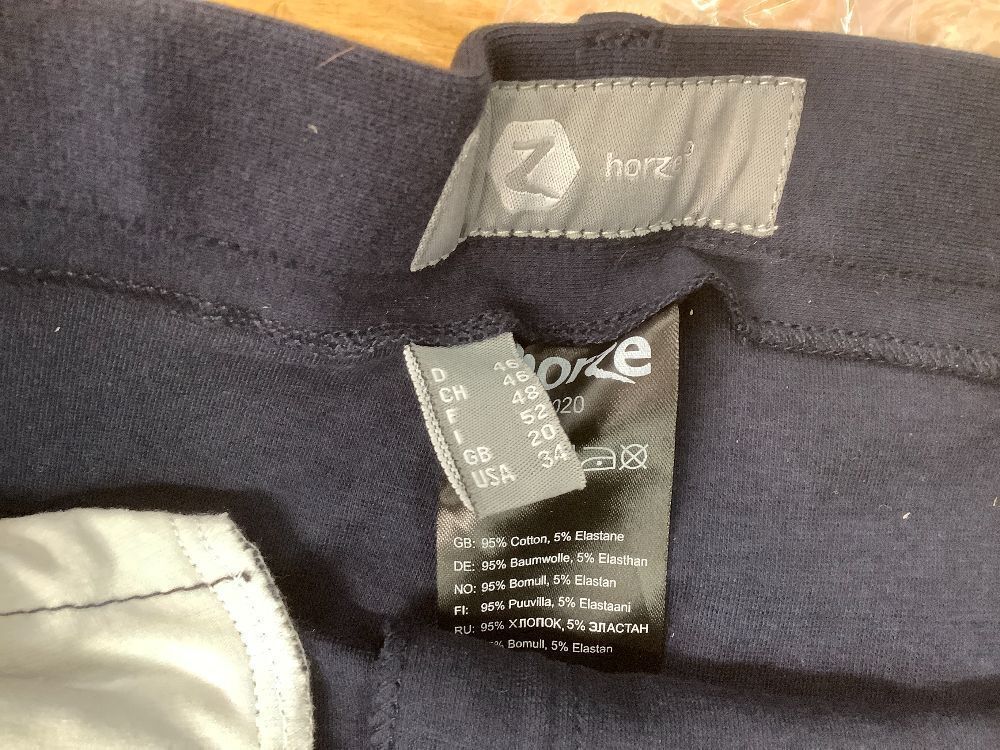 Z horze
D 46
CH 46
F 48
I 52
GB 20
USA 34
horze
020
GB: 95% Cotton, 5% Elastane
DE: 95% Baumwolle, 5% Elasthan
NO: 95% Bomull, 5% Elastan
FI: 95% Puuvilla, 5% Elastaani
RU: 95% ХЛОПОК, 5% ЭЛАСТАН
Bomull, 5% Elastan